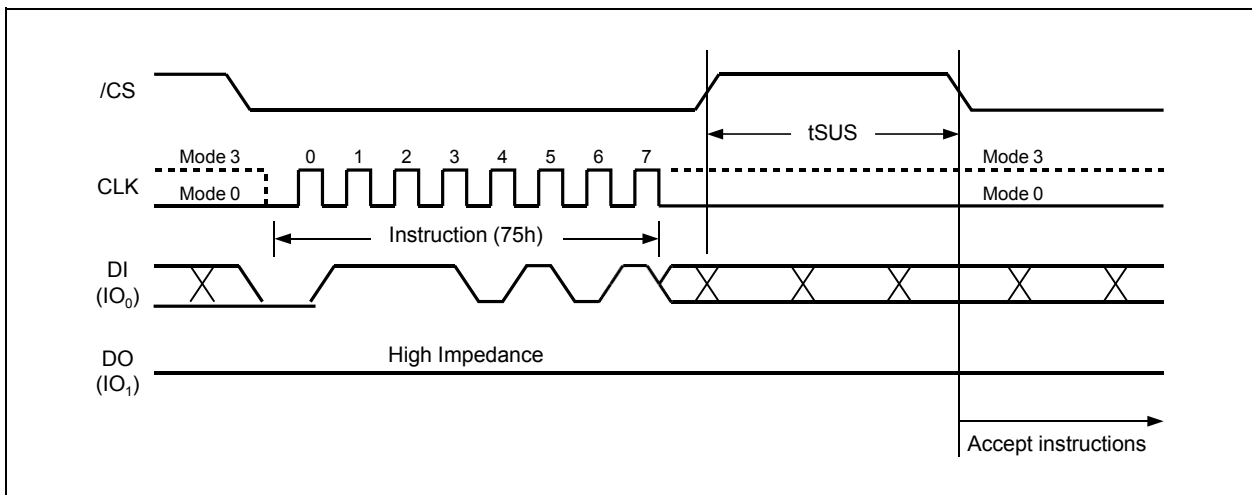 /CS
tSUS
Mode 3 0 1 2 3 4 5 6 7 Mode 3
CLK
Mode 0 Mode 0
Instruction (75h)
DI
(IO₀)
High Impedance
DO
(IO₁)
Accept instructions